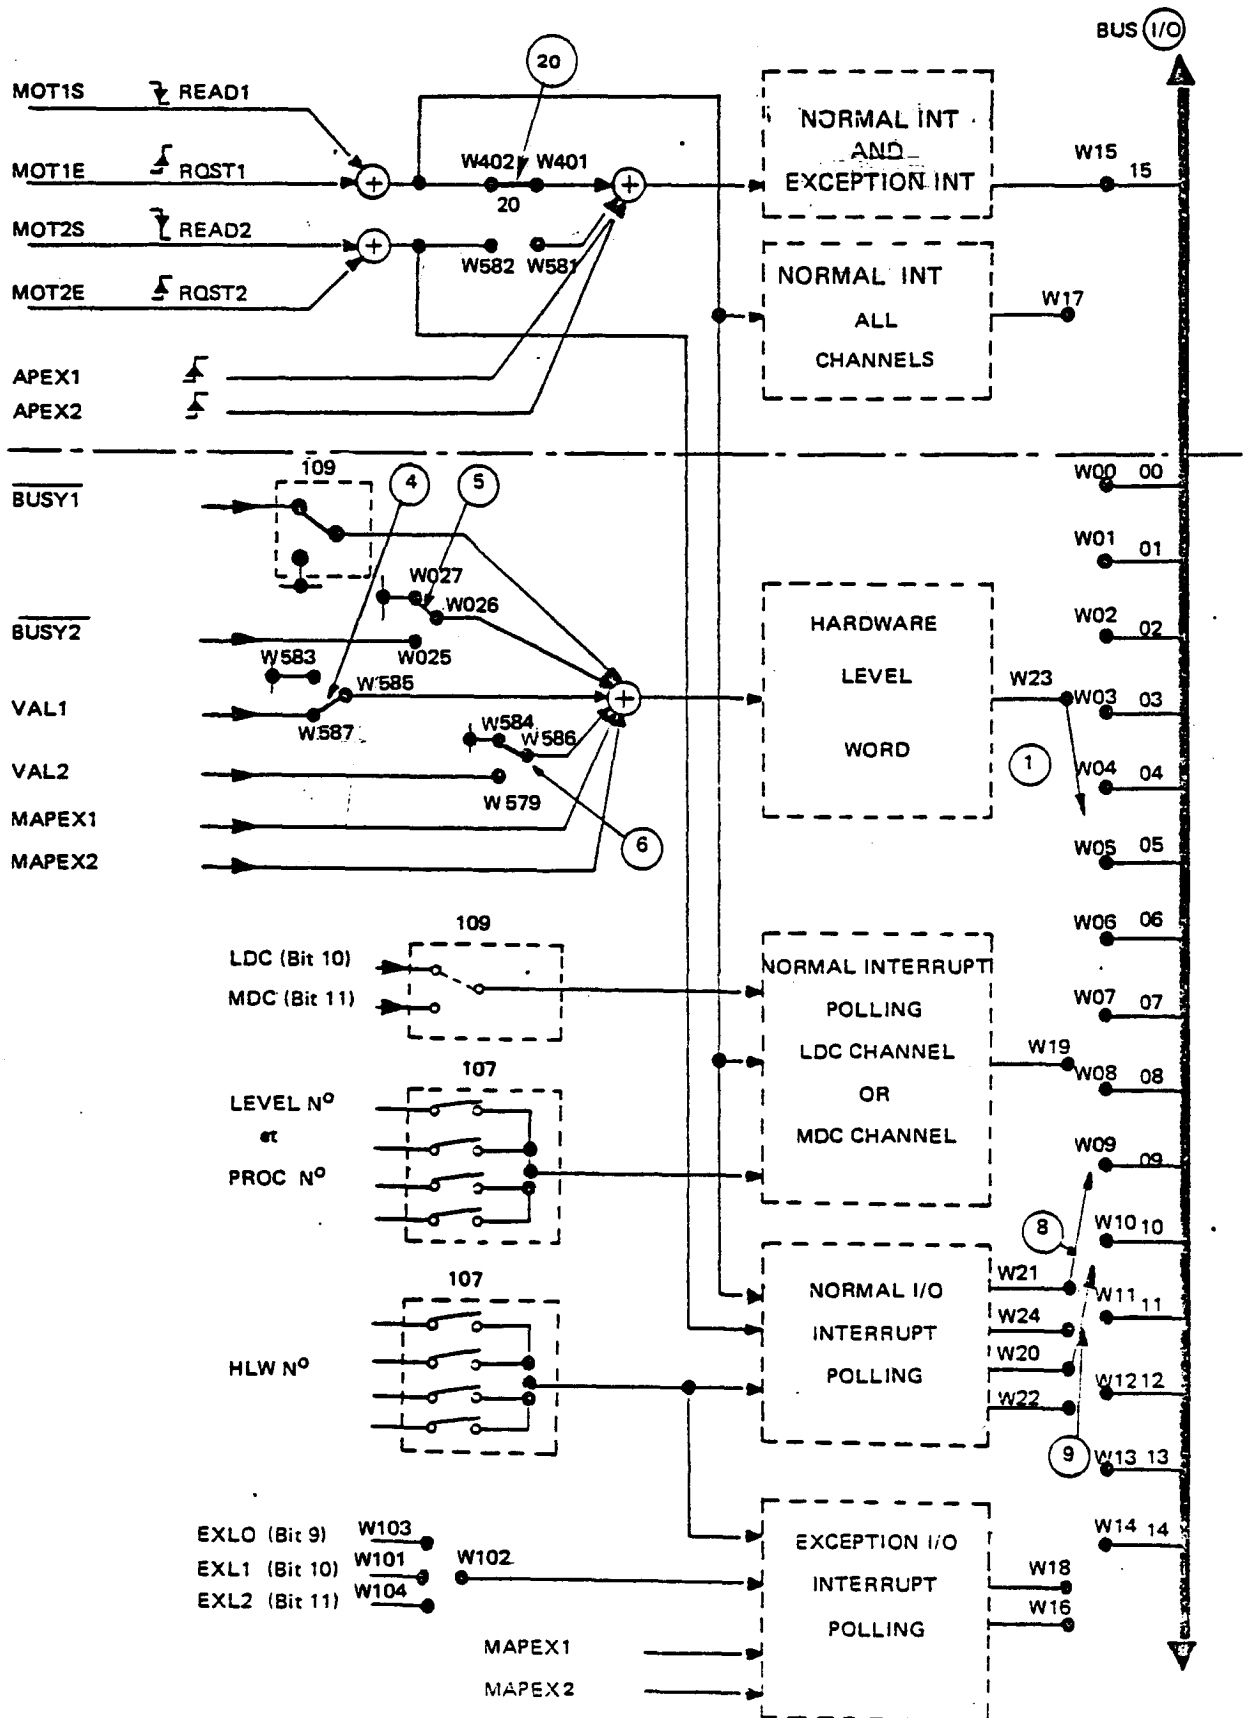 BUS I/O
20
MOT1S READ1
MOT1E RQST1
MOT2S READ2
MOT2E RQST2
W402 W401
20
W582 W581
NORMAL INT
AND
EXCEPTION INT
W15 15
NORMAL INT
ALL
CHANNELS
W17
APEX1
APEX2
109
4
5
BUSY1
W027
W026
BUSY2
W025
W583
W585
VAL1
W587
W584
W586
VAL2
W579
MAPEX1
MAPEX2
6
HARDWARE
LEVEL
WORD
W23
1
W00 00
W01 01
W02 02
W03 03
W04 04
W05 05
W06 06
W07 07
W08 08
W09 09
W10 10
W11 11
W12 12
W13 13
W14 14
109
LDC (Bit 10)
MDC (Bit 11)
NORMAL INTERRUPT
POLLING
LDC CHANNEL
OR
MDC CHANNEL
W19
107
LEVEL Nº
et
PROC Nº
8
107
HLW Nº
NORMAL I/O
INTERRUPT
POLLING
W21
W24
W20
W22
9
EXL0 (Bit 9) W103
EXL1 (Bit 10) W101 W102
EXL2 (Bit 11) W104
EXCEPTION I/O
INTERRUPT
POLLING
W18
W16
MAPEX1
MAPEX2